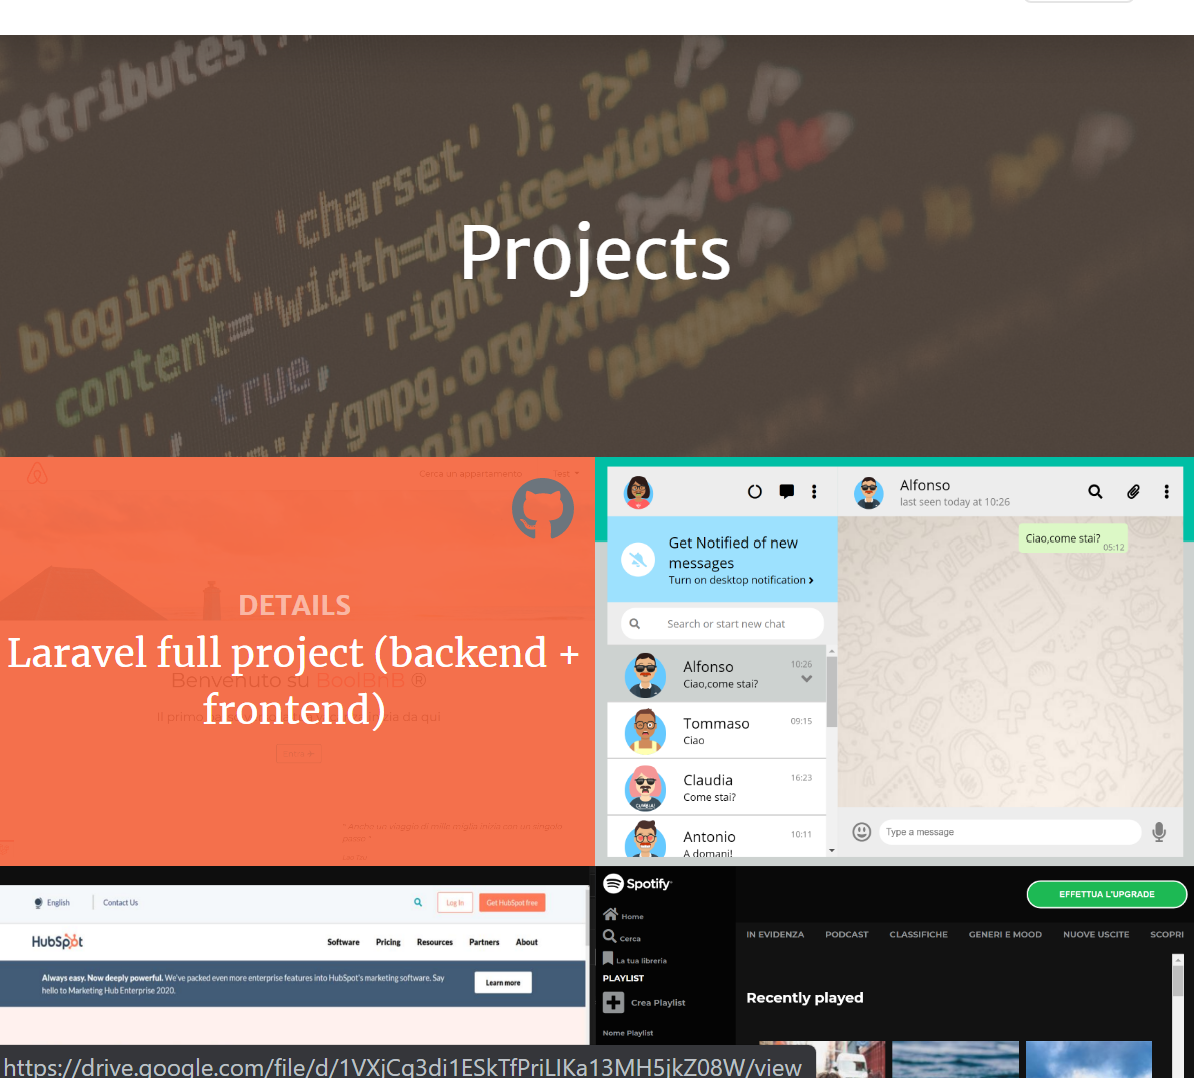 attributes(
'charset' ); ?>"
bloginfo( "width=device-width"
content= />
title
'right
true,
://gmpg.org/xfn/
bloginfo( 'pingback_url' );
Projects
Cerca un appartamento Test
DETAILS
Laravel full project (backend +
frontend)
Benvenuto su BoolBnB ®
Alfonso
last seen today at 10:26
Get Notified of new
messages
Turn on desktop notification
Ciao,come stai?
05:12
Search or start new chat
Alfonso 10:26
Ciao,come stai?
Tommaso 09:15
Ciao
Claudia 16:23
Come stai?
Antonio 10:11
A domani!
Type a message
English Contact Us Log In Get HubSpot free
HubSpot Software Pricing Resources Partners About
Always easy. Now deeply powerful. We've packed even more enterprise features into HubSpot's marketing software. Say
hello to Marketing Hub Enterprise 2020.
Learn more
Spotify
Home
Cerca
La tua libreria
PLAYLIST
Crea Playlist
Nome Playlist
EFFETTUA L'UPGRADE
IN EVIDENZA PODCAST CLASSIFICHE GENERI E MOOD NUOVE USCITE SCOPRI
Recently played
https://drive.google.com/file/d/1VXjCq3di1ESkTfPriLIKa13MH5jkZ08W/view